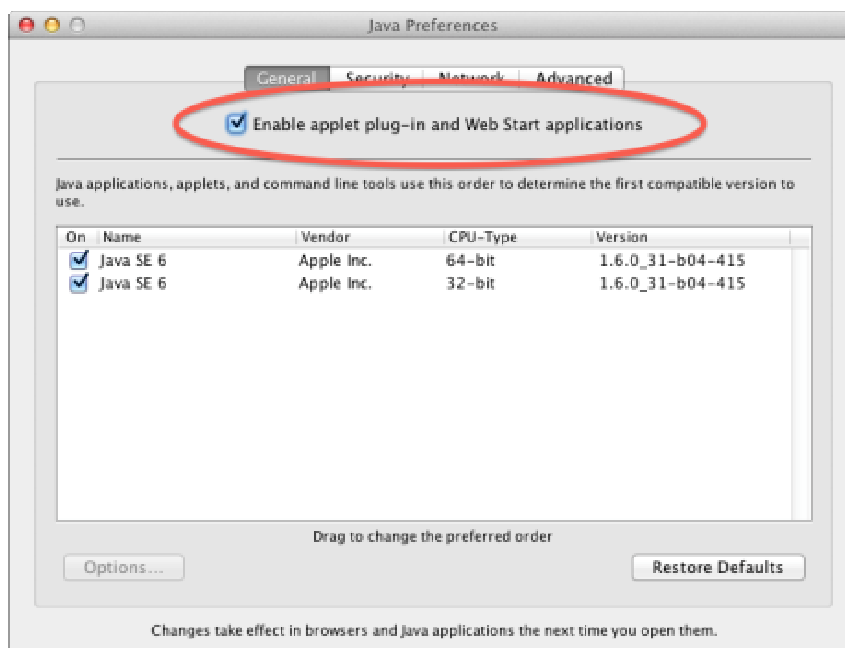 Java Preferences
General Security Network Advanced
Enable applet plug-in and Web Start applications
Java applications, applets, and command line tools use this order to determine the first compatible version to
use.
On Name Vendor CPU-Type Version
Java SE 6 Apple Inc. 64-bit 1.6.0_31-b04-415
Java SE 6 Apple Inc. 32-bit 1.6.0_31-b04-415
Drag to change the preferred order
Options... Restore Defaults
Changes take effect in browsers and Java applications the next time you open them.